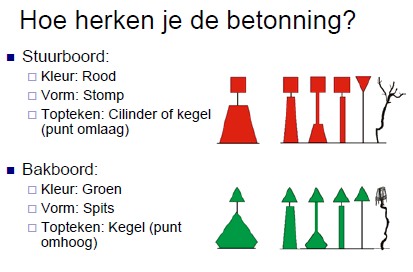 Hoe herken je de betonning?
Stuurboord:
Kleur: Rood
Vorm: Stomp
Topteken: Cilinder of kegel
(punt omlaag)
Bakboord:
Kleur: Groen
Vorm: Spits
Topteken: Kegel (punt
omhoog)